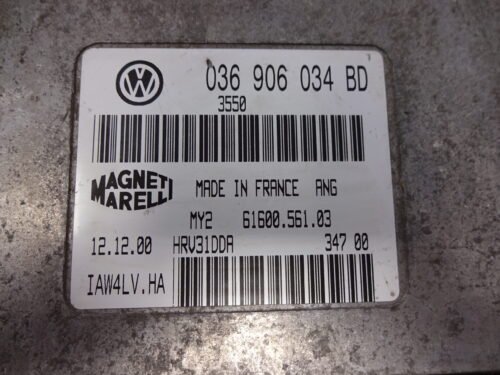 VW
036 906 034 BD
3550
MAGNETI MARELLI
MADE IN FRANCE ANG
MY2 61600.561.03
12.12.00 HRV31DDA 347 00
IAW4LV.HA